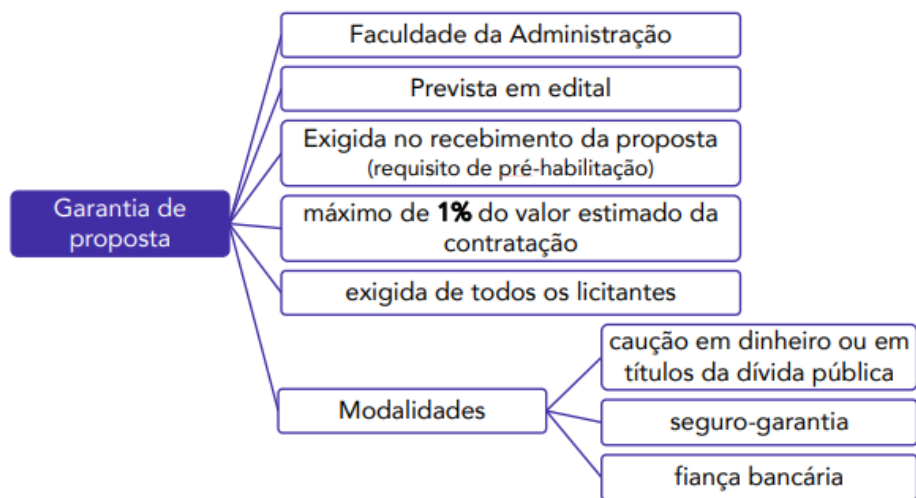 Garantia de
proposta
Faculdade da Administração
Prevista em edital
Exigida no recebimento da proposta
(requisito de pré-habilitação)
máximo de 1% do valor estimado da
contratação
exigida de todos os licitantes
Modalidades
caução em dinheiro ou em
títulos da dívida pública
seguro-garantia
fiança bancária